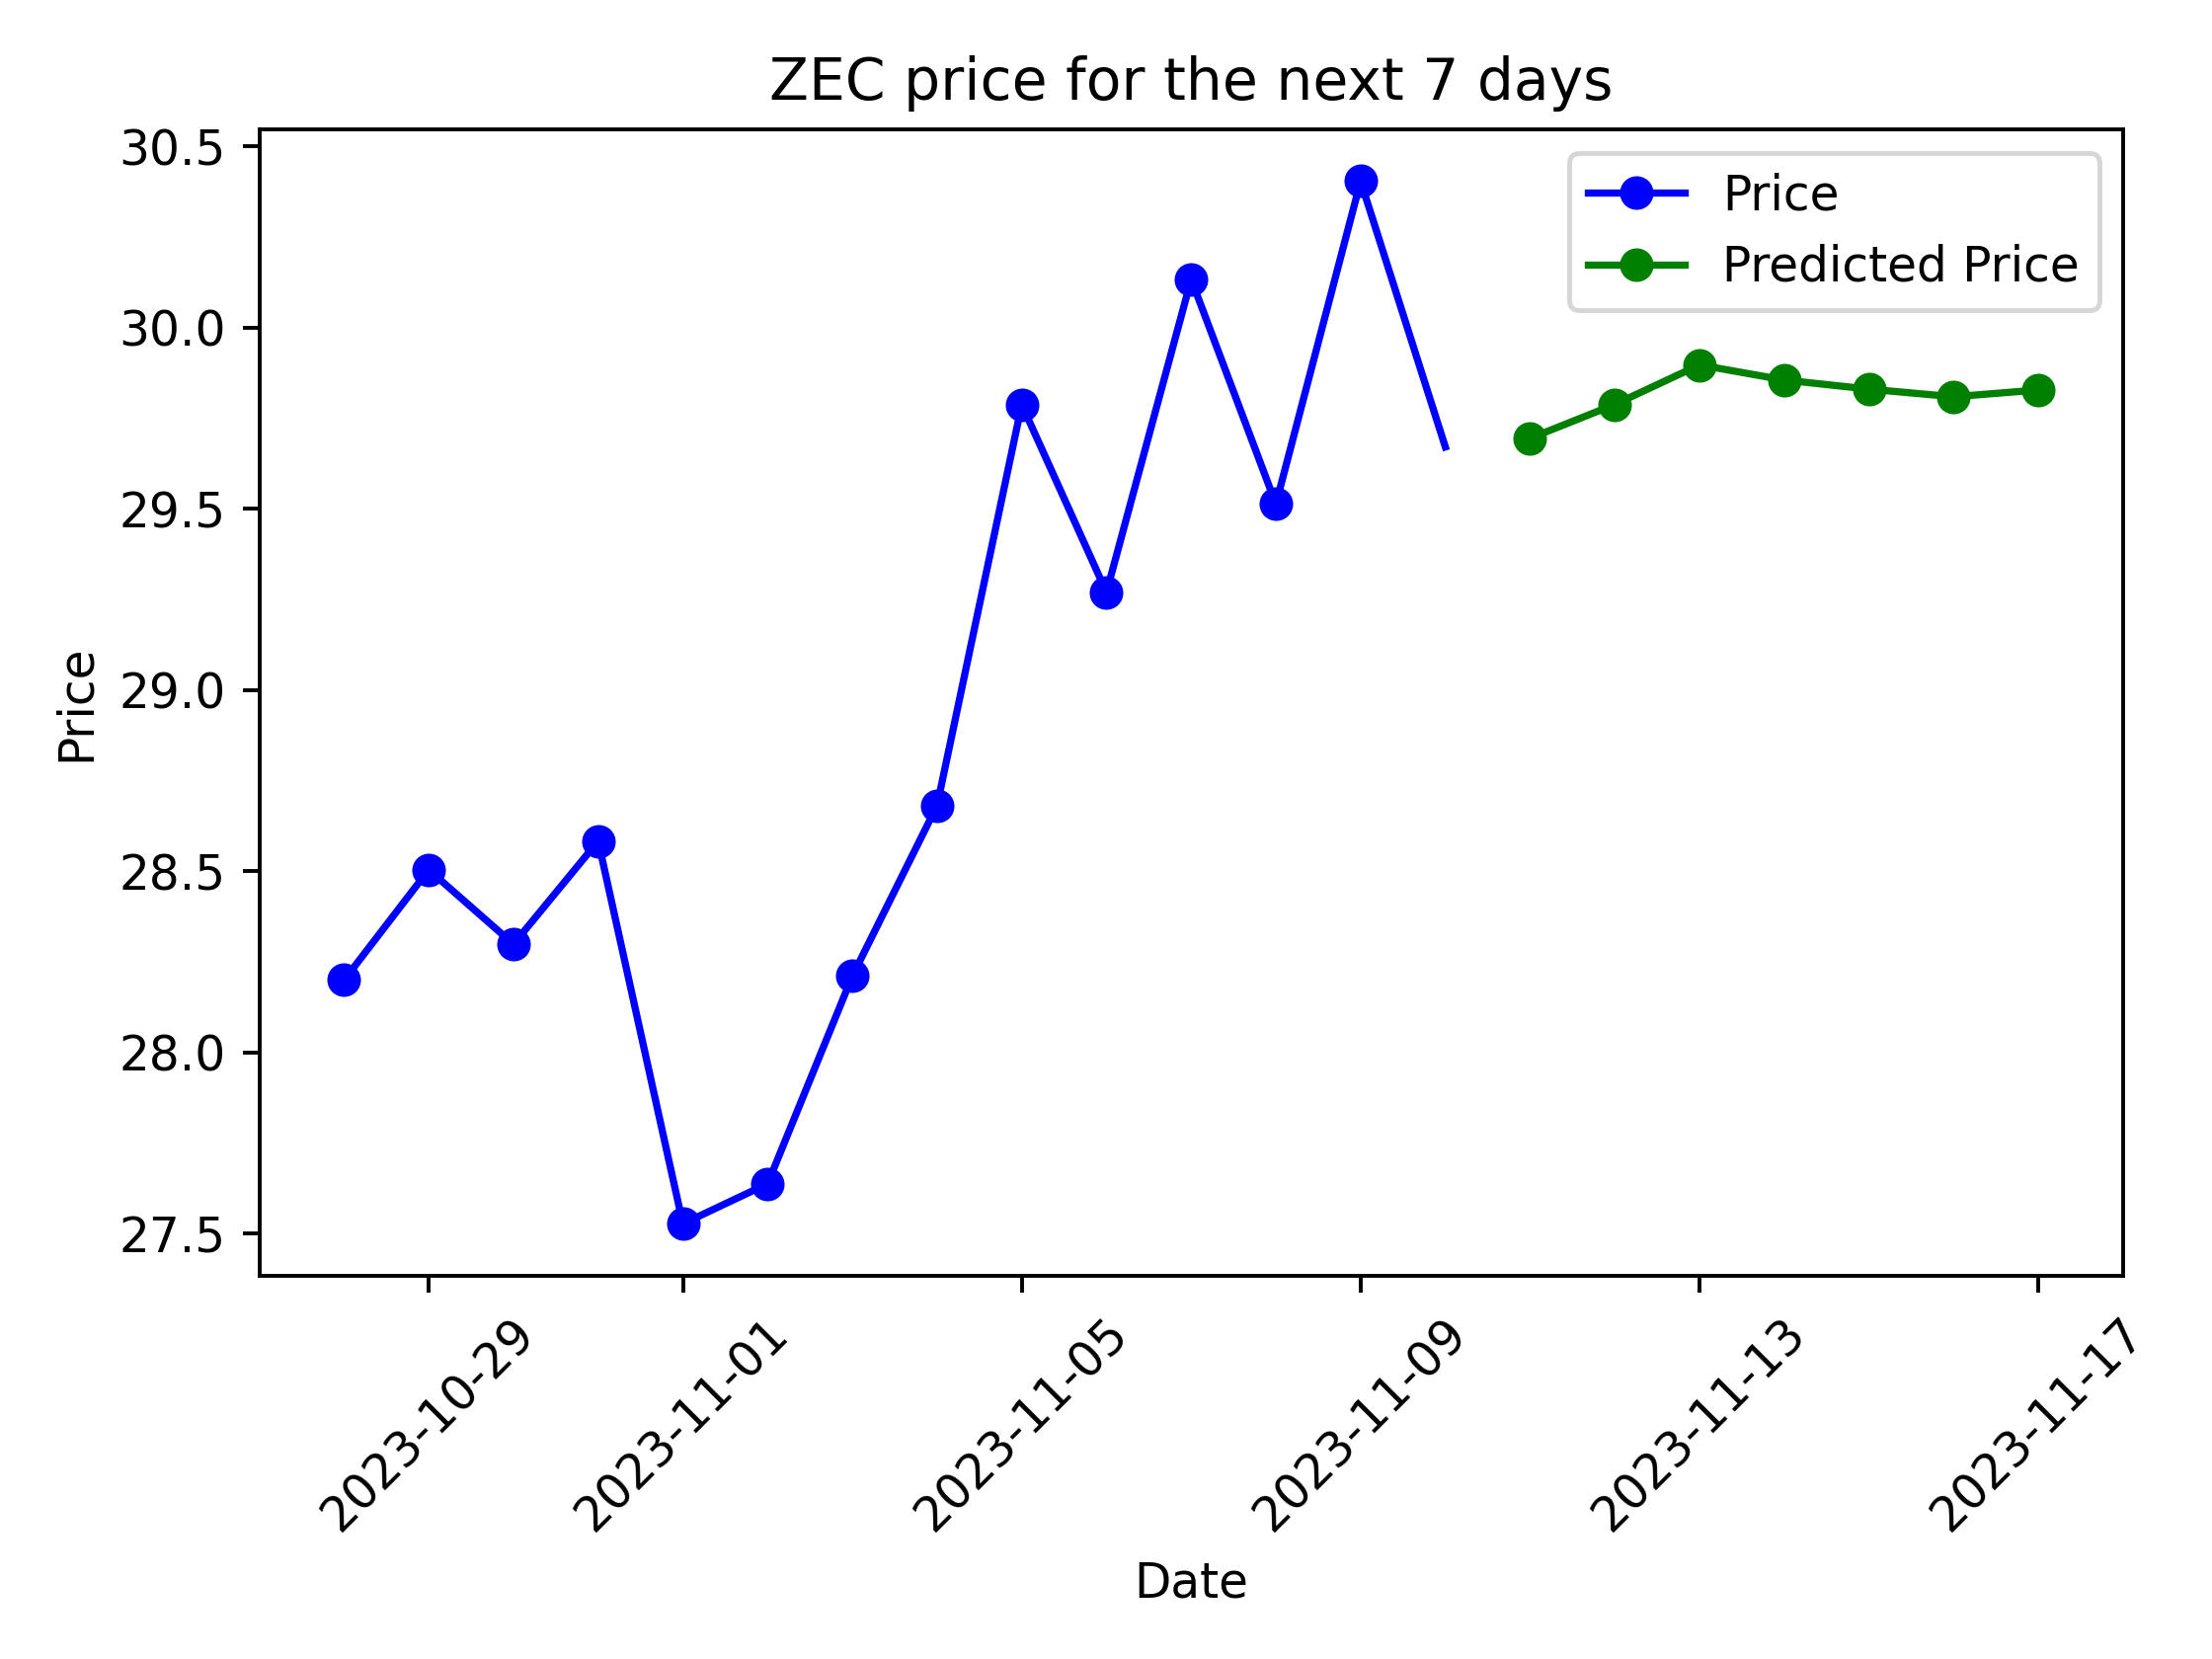 ZEC price for the next 7 days
Price
Predicted Price
30.5
30.0
29.5
29.0
28.5
28.0
27.5
Price
2023-10-29
2023-11-01
2023-11-05
2023-11-09
2023-11-13
2023-11-17
Date